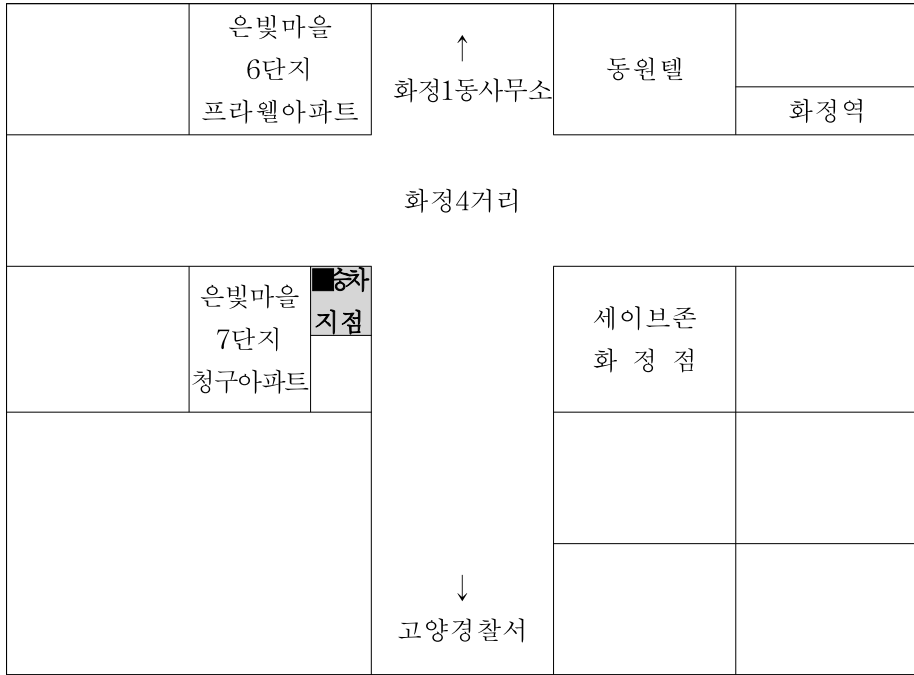 은빛마을
6단지
프라웰아파트
↑
화정1동사무소
동원텔
화정역
화정4거리
은빛마을
7단지
청구아파트
■승차
지점
세이브존
화 정 점
↓
고양경찰서